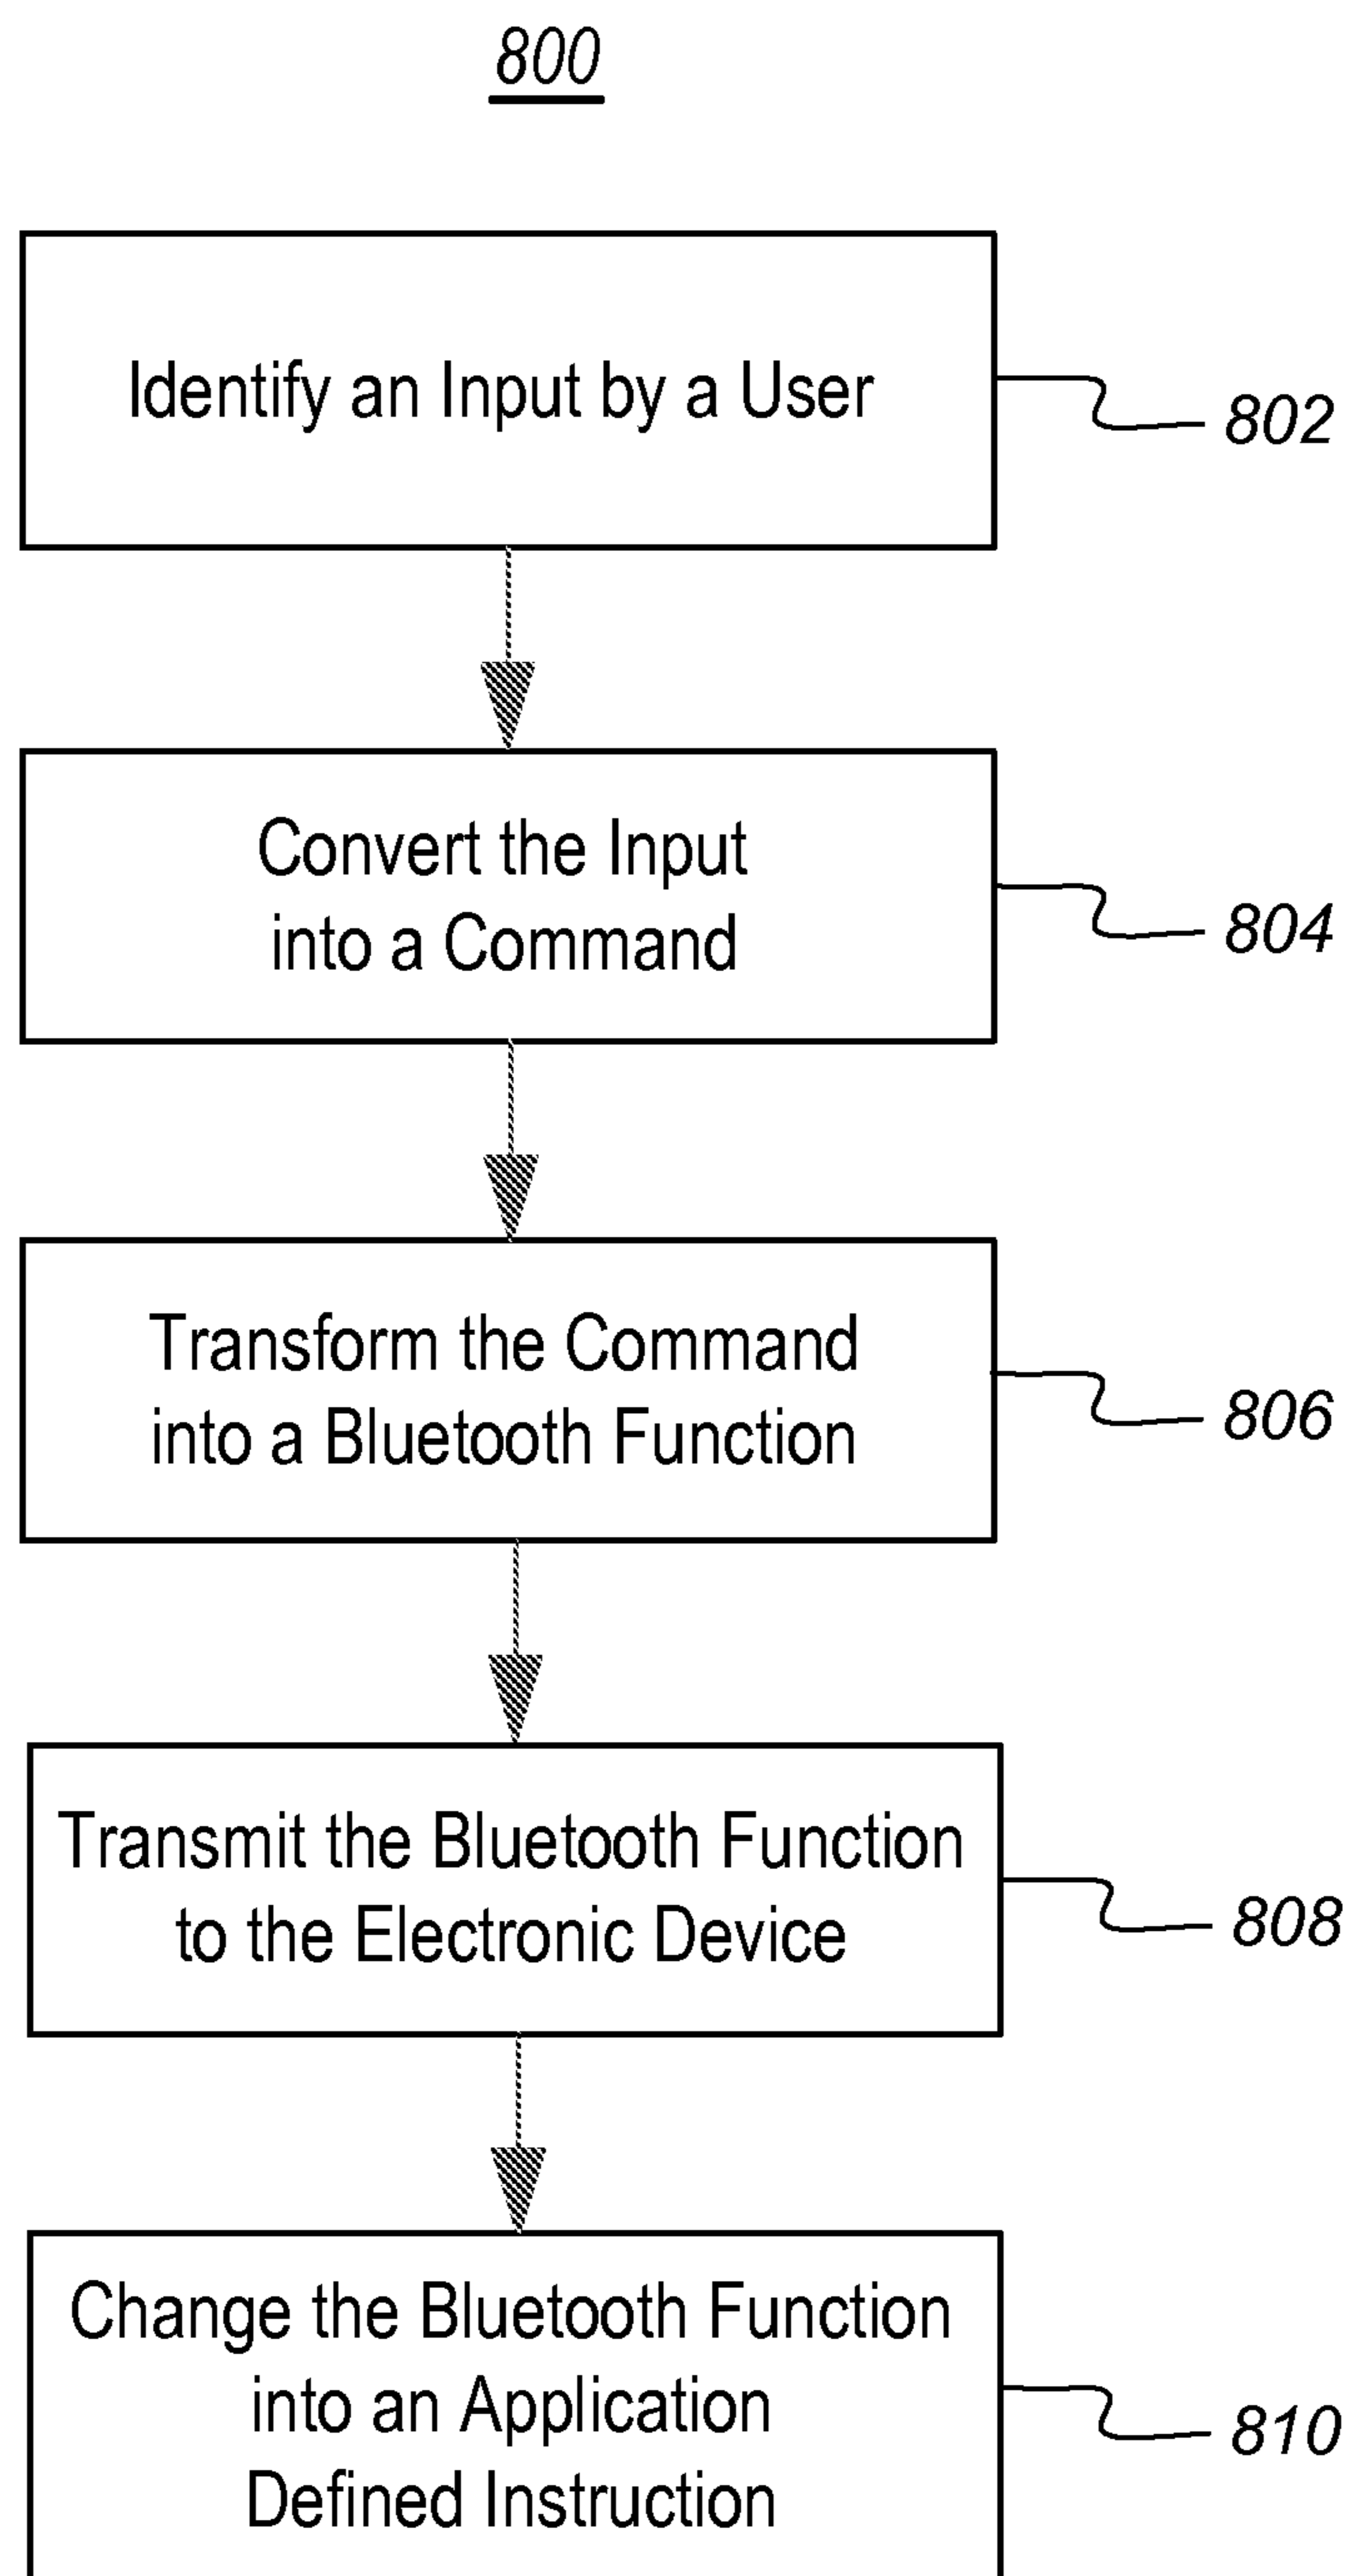 800
Identify an Input by a User
802
Convert the Input
into a Command
804
Transform the Command
into a Bluetooth Function
806
Transmit the Bluetooth Function
to the Electronic Device
808
Change the Bluetooth Function
into an Application
Defined Instruction
810